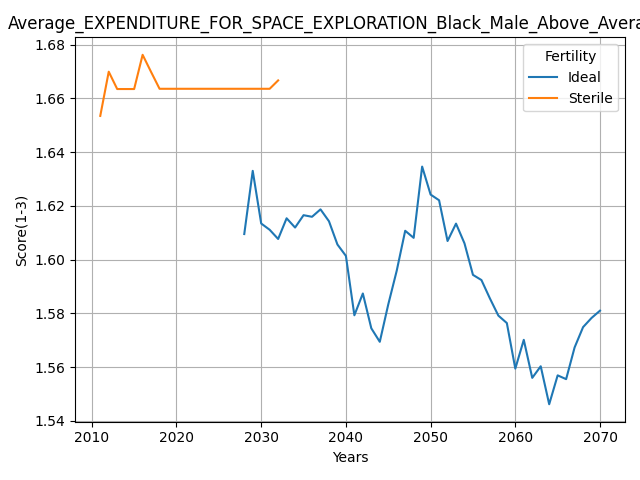 Average_EXPENDITURE_FOR_SPACE_EXPLORATION_Black_Male_Above_Avera
Fertility
Ideal
Sterile
Score(1-3)
1.68
1.66
1.64
1.62
1.60
1.58
1.56
1.54
2010 2020 2030 2040 2050 2060 2070
Years